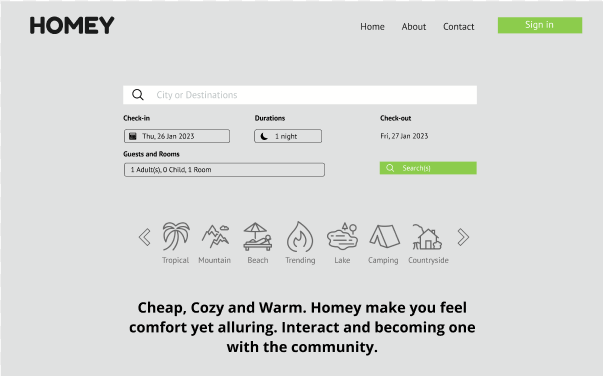 HOMEY
Home About Contact Sign in
City or Destinations
Check-in Durations Check-out
Thu, 26 Jan 2023 1 night Fri, 27 Jan 2023
Guests and Rooms
1 Adult(s), 0 Child, 1 Room Search(s)
Tropical Mountain Beach Trending Lake Camping Countryside
Cheap, Cozy and Warm. Homey make you feel
comfort yet alluring. Interact and becoming one
with the community.